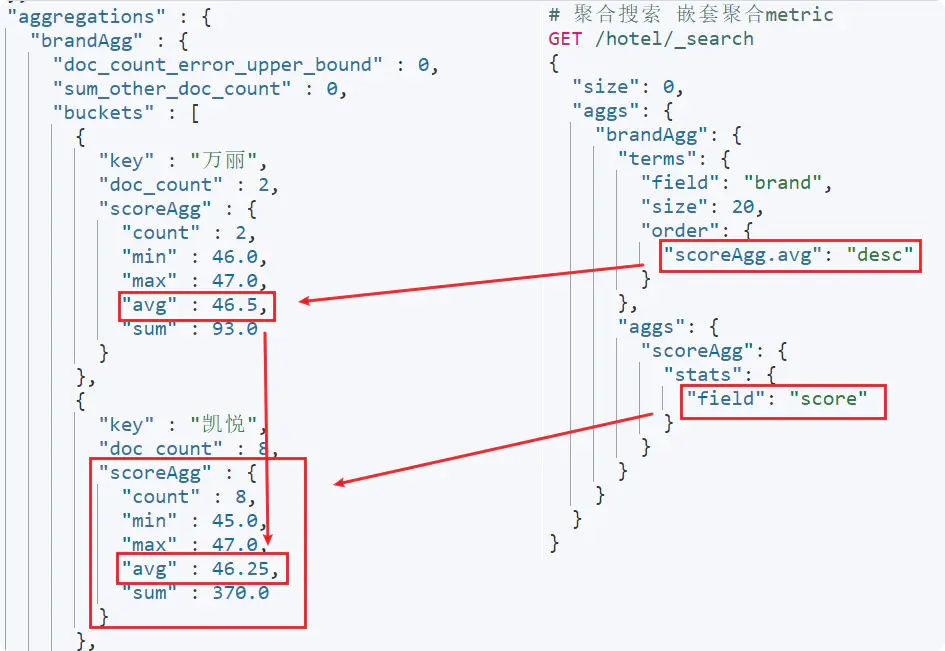 "aggregations" : {
"brandAgg" : {
"doc_count_error_upper_bound" : 0,
"sum_other_doc_count" : 0,
"buckets" : [
{
"key" : "万丽",
"doc_count" : 2,
"scoreAgg" : {
"count" : 2,
"min" : 46.0,
"max" : 47.0,
"avg" : 46.5,
"sum" : 93.0
}
},
{
"key" : "凯悦",
"doc_count" : 8,
"scoreAgg" : {
"count" : 8,
"min" : 45.0,
"max" : 47.0,
"avg" : 46.25,
"sum" : 370.0
}
},
# 聚合搜索 嵌套聚合metric
GET /hotel/_search
{
"size": 0,
"aggs": {
"brandAgg": {
"terms": {
"field": "brand",
"size": 20,
"order": {
"scoreAgg.avg": "desc"
}
},
"aggs": {
"scoreAgg": {
"stats": {
"field": "score"
}
}
}
}
}
}